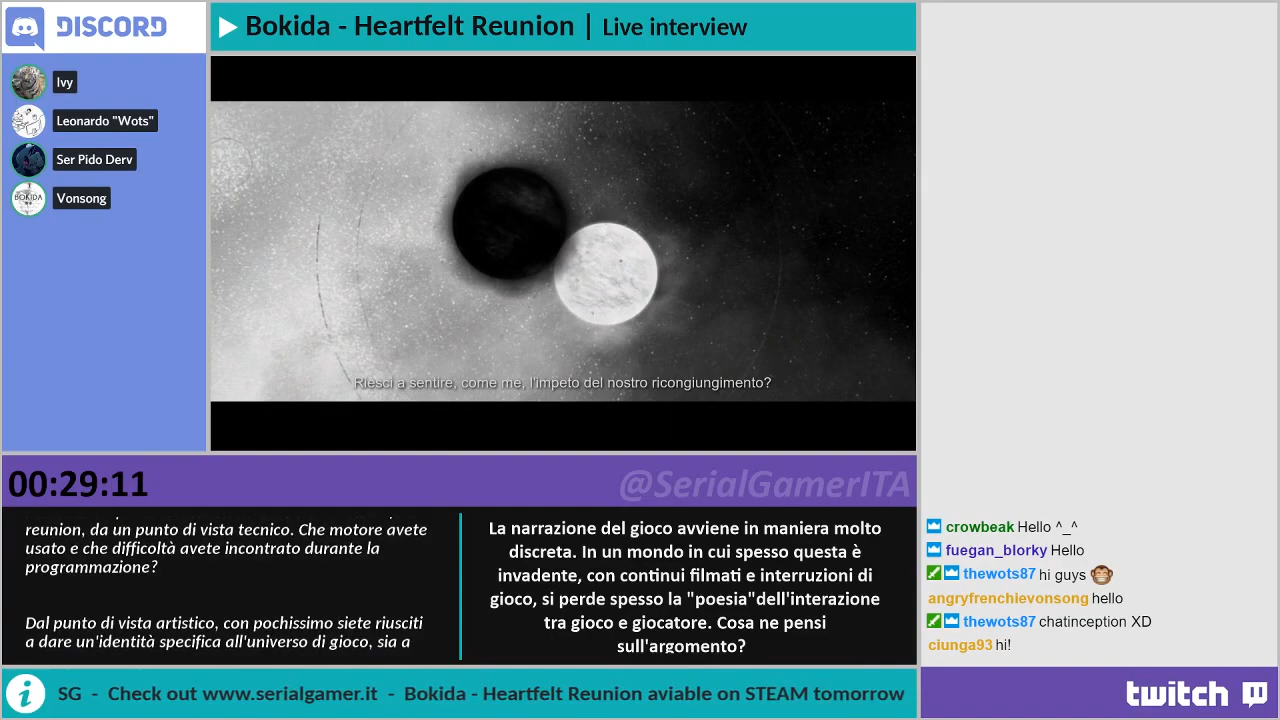 DISCORD
Bokida - Heartfelt Reunion | Live interview
Ivy
Leonardo "Wots"
Ser Pido Derv
BOKIDA
Vonsong
Riesci a sentire, come me, l'impeto del nostro ricongiungimento?
00:29:11
@SerialGamerITA
reunion, da un punto di vista tecnico. Che motore avete
usato e che difficoltà avete incontrato durante la
programmazione?
Dal punto di vista artistico, con pochissimo siete riusciti
a dare un'identità specifica all'universo di gioco, sia a
La narrazione del gioco avviene in maniera molto
discreta. In un mondo in cui spesso questa è
invadente, con continui filmati e interruzioni di
gioco, si perde spesso la "poesia"dell'interazione
tra gioco e giocatore. Cosa ne pensi
sull'argomento?
crowbeak Hello ^_^
fuegan_blorky Hello
thewots87 hi guys
angryfrenchievonsong hello
thewots87 chatinception XD
ciunga93 hi!
SG - Check out www.serialgamer.it - Bokida - Heartfelt Reunion aviable on STEAM tomorrow
twitch